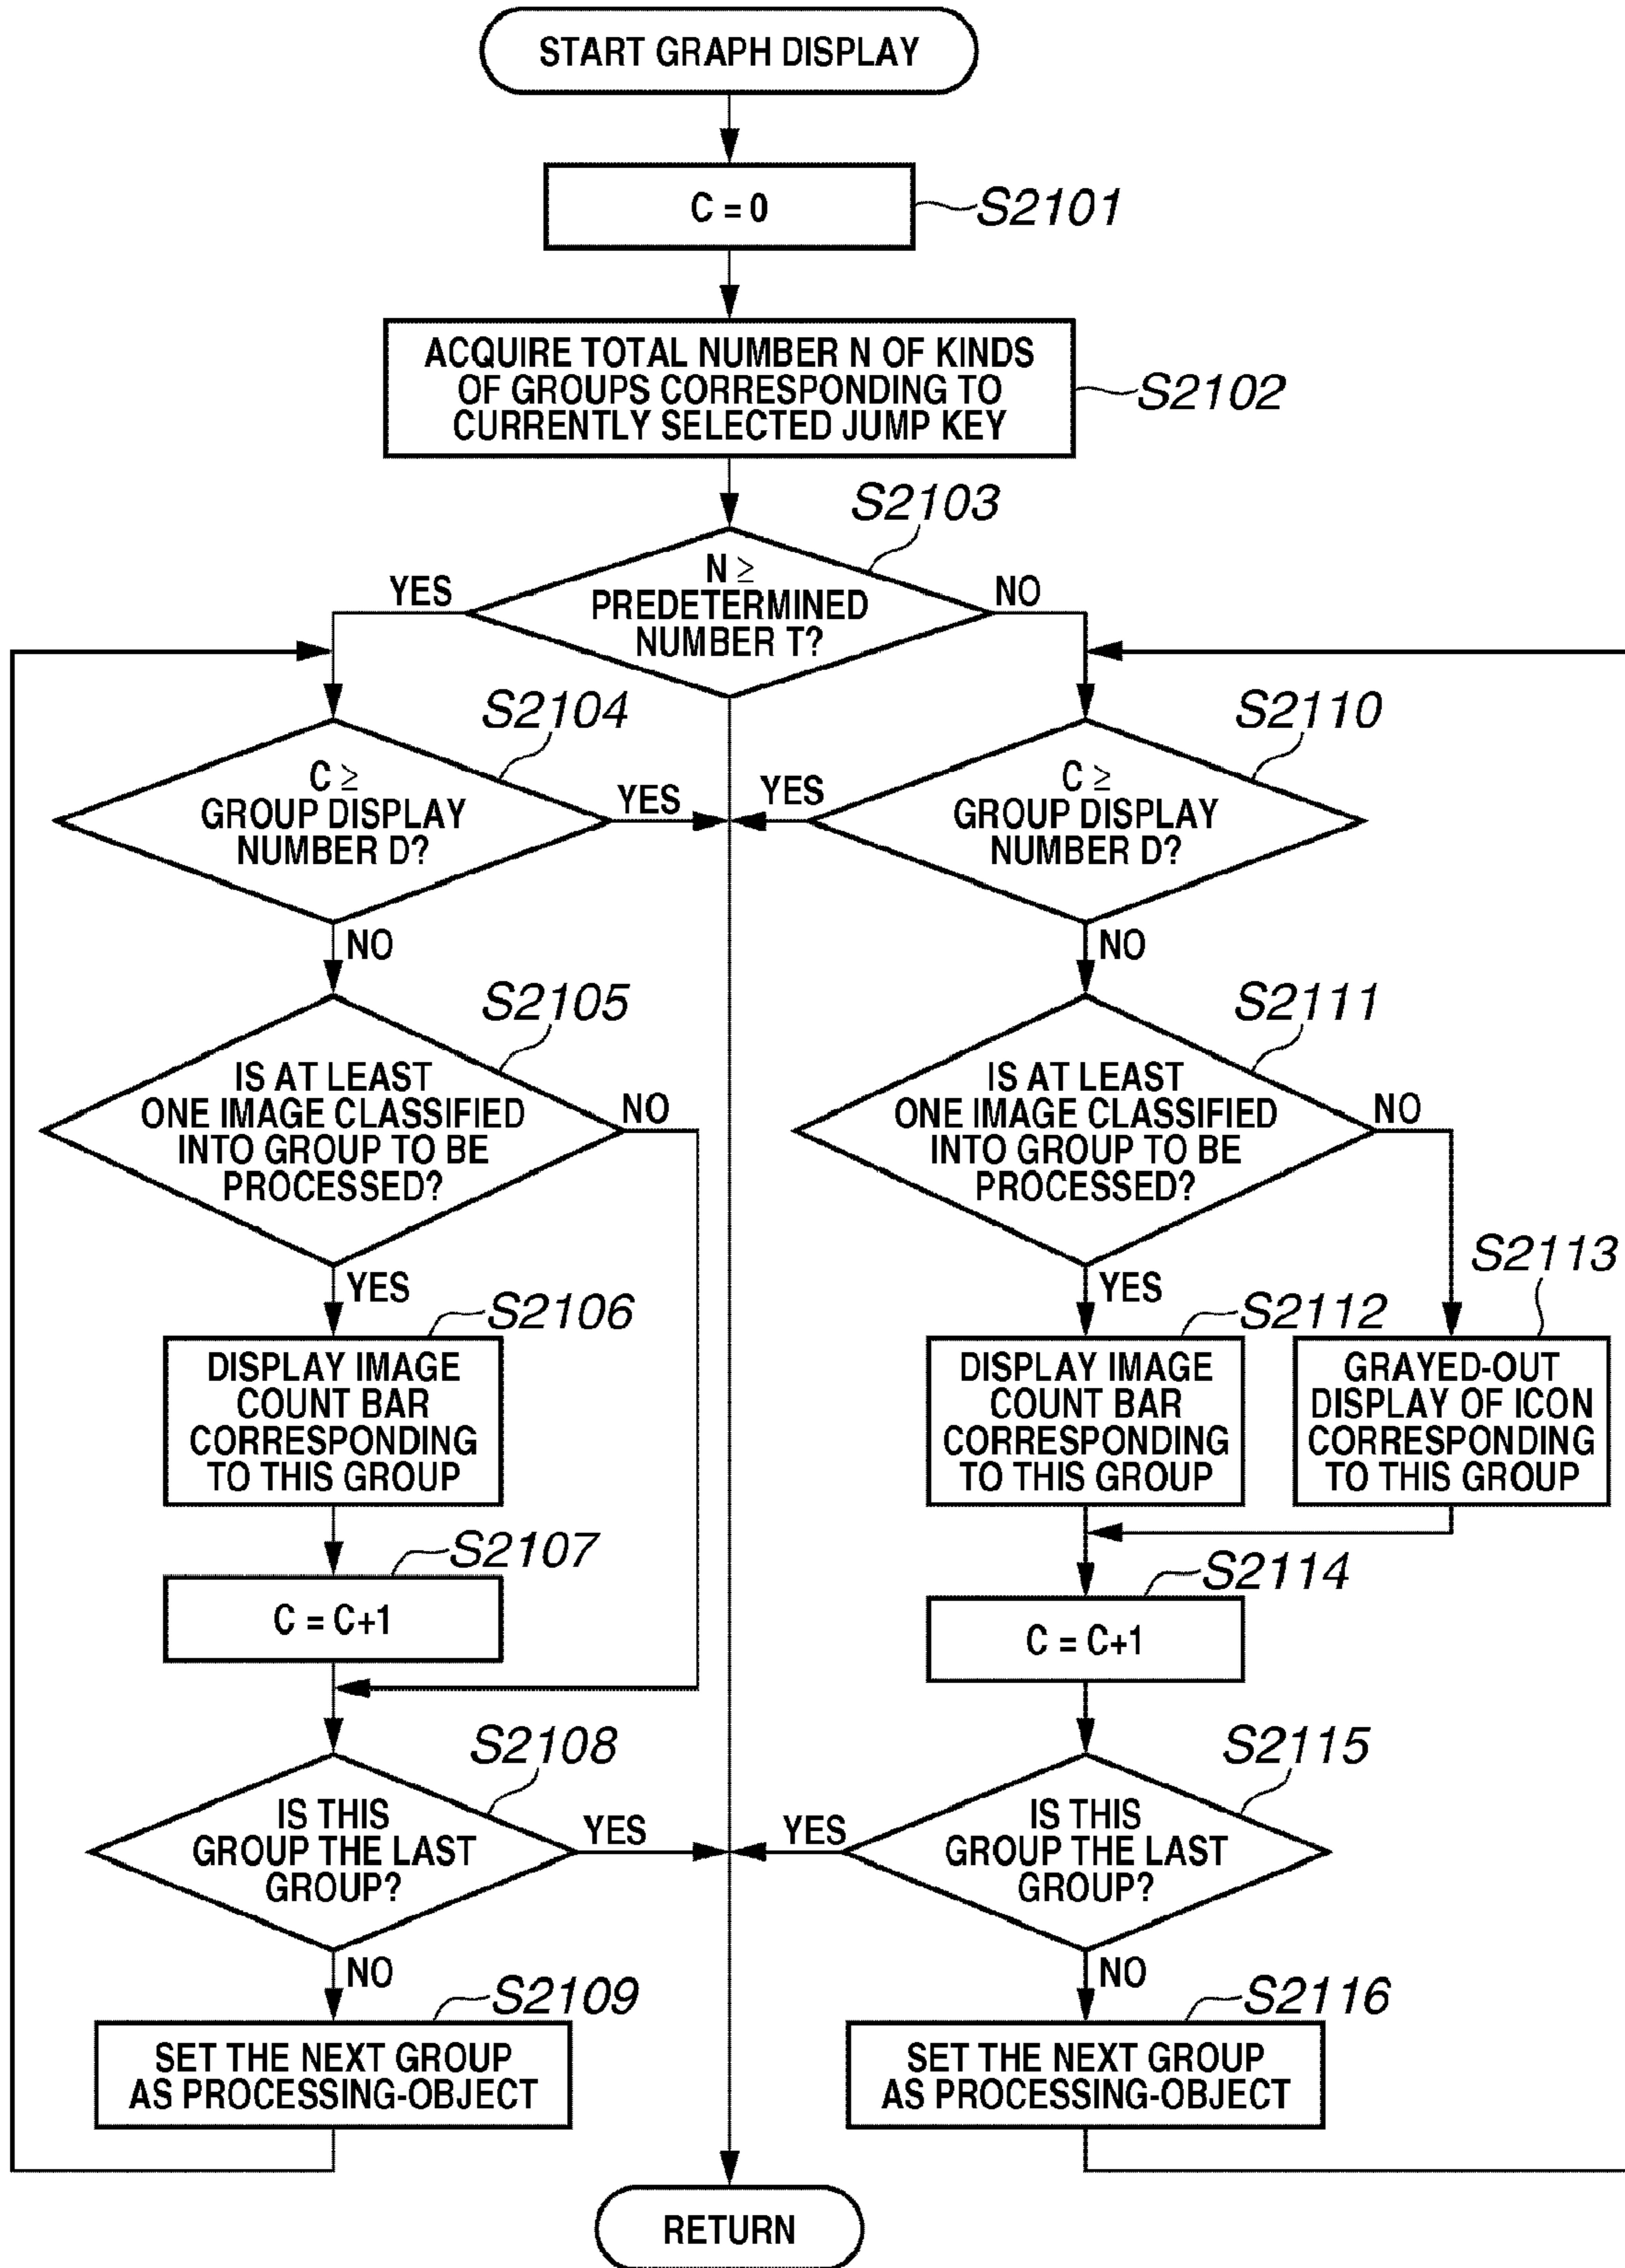 START GRAPH DISPLAY
C = 0
S2101
ACQUIRE TOTAL NUMBER N OF KINDS
OF GROUPS CORRESPONDING TO
CURRENTLY SELECTED JUMP KEY
S2102
S2103
N ≥
PREDETERMINED
NUMBER T?
YES
NO
S2104
C ≥
GROUP DISPLAY
NUMBER D?
YES
NO
S2105
IS AT LEAST
ONE IMAGE CLASSIFIED
INTO GROUP TO BE
PROCESSED?
NO
YES
S2106
DISPLAY IMAGE
COUNT BAR
CORRESPONDING
TO THIS GROUP
S2107
C = C+1
S2108
IS THIS
GROUP THE LAST
GROUP?
YES
NO
S2109
SET THE NEXT GROUP
AS PROCESSING-OBJECT
S2110
C ≥
GROUP DISPLAY
NUMBER D?
YES
NO
S2111
IS AT LEAST
ONE IMAGE CLASSIFIED
INTO GROUP TO BE
PROCESSED?
NO
YES
S2112
DISPLAY IMAGE
COUNT BAR
CORRESPONDING
TO THIS GROUP
S2113
GRAYED-OUT
DISPLAY OF ICON
CORRESPONDING
TO THIS GROUP
S2114
C = C+1
S2115
IS THIS
GROUP THE LAST
GROUP?
YES
NO
S2116
SET THE NEXT GROUP
AS PROCESSING-OBJECT
RETURN